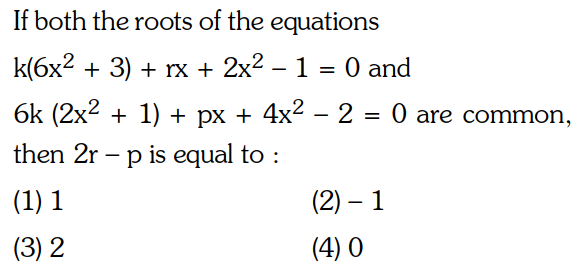 If both the roots of the equations
k(6x² + 3) + rx + 2x² – 1 = 0 and
6k (2x² + 1) + px + 4x² – 2 = 0 are common,
then 2r – p is equal to :
(1) 1 (2) – 1
(3) 2 (4) 0